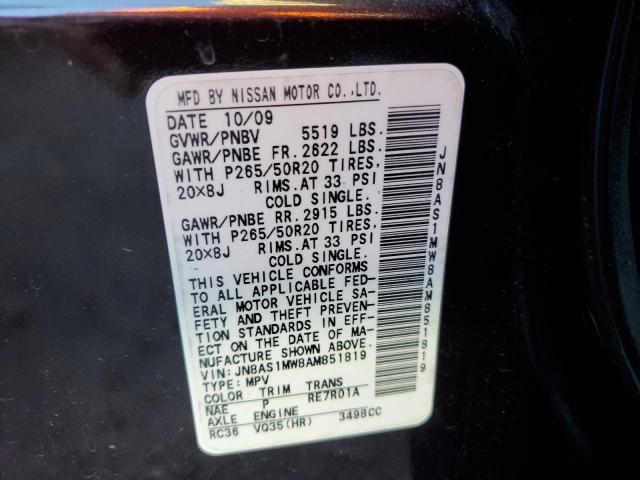 MFD BY NISSAN MOTOR CO.,LTD.
DATE 10/09
GVWR/PNBV 5519 LBS.
GAWR/PNBE FR. 2622 LBS.
WITH P265/50R20 TIRES,
20X8J RIMS.AT 33 PSI
COLD SINGLE.
GAWR/PNBE RR. 2915 LBS.
WITH P265/50R20 TIRES,
20X8J RIMS.AT 33 PSI
COLD SINGLE.
THIS VEHICLE CONFORMS
TO ALL APPLICABLE FED-
ERAL MOTOR VEHICLE SA-
FETY AND THEFT PREVEN-
TION STANDARDS IN EFF-
ECT ON THE DATE OF MA-
NUFACTURE SHOWN ABOVE.
VIN: JN8AS1MW8AM851819
TYPE: MPV
COLOR TRIM TRANS
NAE P RE7R01A
AXLE ENGINE
RC36 VQ35(HR) 3498CC
JN8AS1MW8AM851819